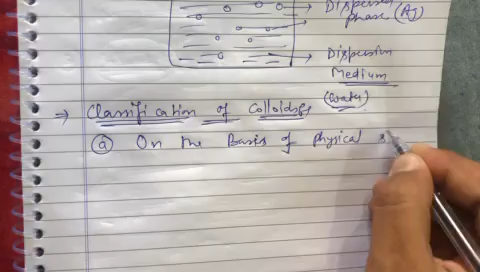 Dispersed
phase (Ag)
Dispersion
Medium
(water)
→ Classification of Colloids
ⓐ On the Basis of physical s